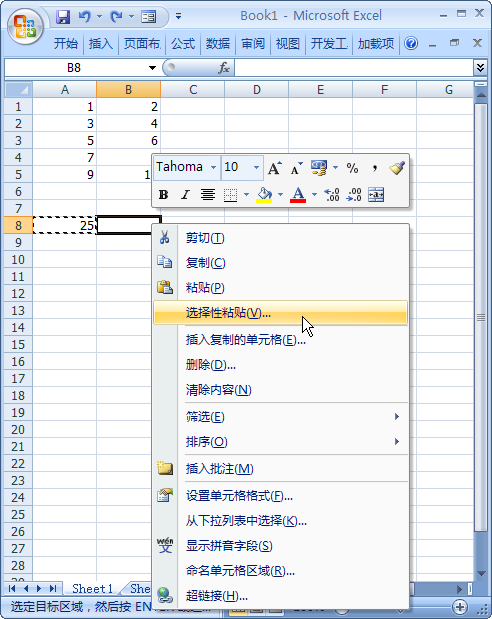 Book1 - Microsoft Excel
开始 插入 页面布. 公式 数据 审阅 视图 开发工. 加载项
B8 fx
A B C D E F G
1 1 2
2 3 4
3 5 6
4 7
5 9 1
6
7
8 25
9
10
11
12
13
14
15
16
17
18
19
20
21
22
23
24
25
26
27
28
Tahoma 10 A A % ,
B I A .00 .00
剪切(T)
复制(C)
粘贴(P)
选择性粘贴(V)...
插入复制的单元格(E)...
删除(D)...
清除内容(N)
筛选(E)
排序(O)
插入批注(M)
设置单元格格式(F)...
从下拉列表中选择(K)...
wén 文 显示拼音字段(S)
命名单元格区域(R)...
超链接(H)...
Sheet1 She
选定目标区域，然后按